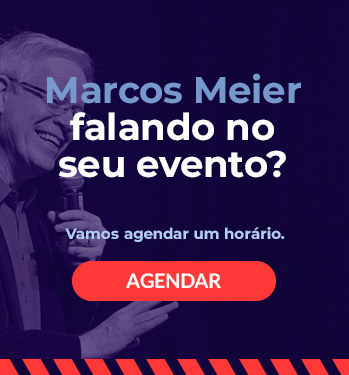 Marcos Meier
falando no
seu evento?
Vamos agendar um horário.
AGENDAR